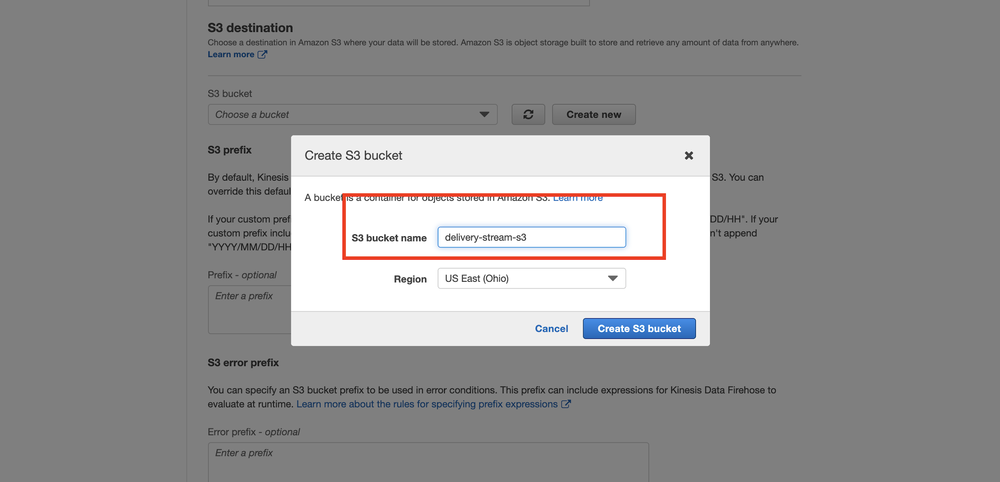 S3 destination
Choose a destination in Amazon S3 where your data will be stored. Amazon S3 is object storage built to store and retrieve any amount of data from anywhere.
Learn more
S3 bucket
Choose a bucket
Create new
S3 prefix
Create S3 bucket
By default, Kinesis
S3. You can
override this defaul
A bucket is a container for objects stored in Amazon S3. Learn more
If your custom prefi
DD/HH". If your
custom prefix inclu
n't append
"YYYY/MM/DD/HH
S3 bucket name
delivery-stream-s3
Region
US East (Ohio)
Prefix - optional
Enter a prefix
Cancel
Create S3 bucket
S3 error prefix
You can specify an S3 bucket prefix to be used in error conditions. This prefix can include expressions for Kinesis Data Firehose to
evaluate at runtime. Learn more about the rules for specifying prefix expressions
Error prefix - optional
Enter a prefix